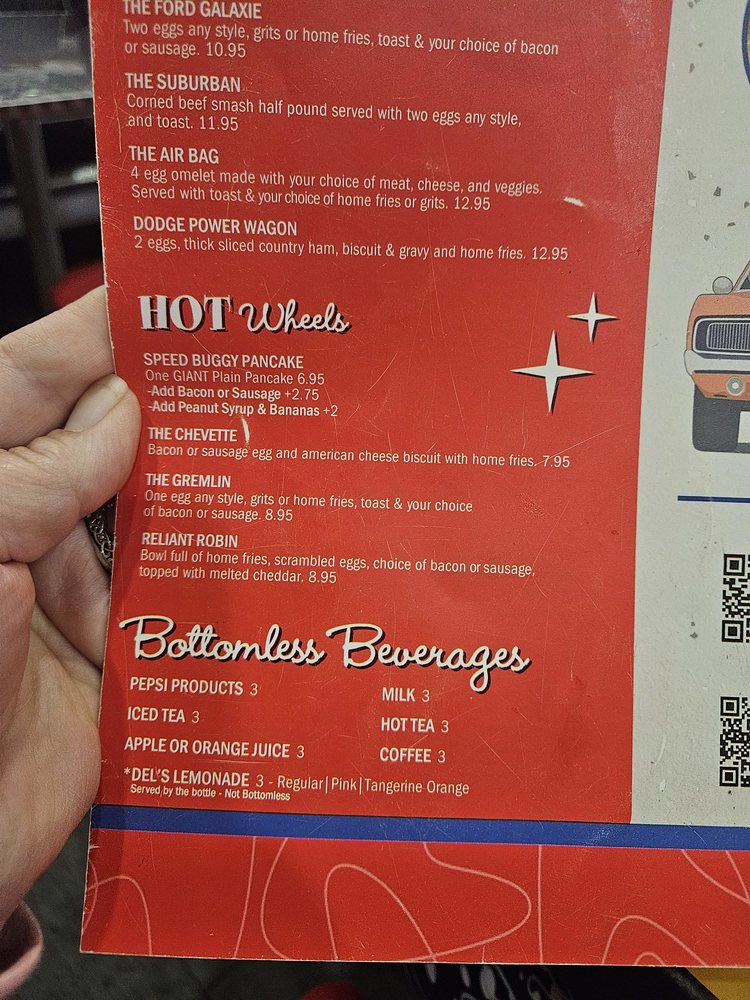 THE FORD GALAXIE
Two eggs any style, grits or home fries, toast & your choice of bacon
or sausage. 10.95
THE SUBURBAN
Corned beef smash half pound served with two eggs any style,
and toast. 11.95
THE AIR BAG
4 egg omelet made with your choice of meat, cheese, and veggies.
Served with toast & your choice of home fries or grits. 12.95
DODGE POWER WAGON
2 eggs, thick sliced country ham, biscuit & gravy and home fries. 12.95
HOT Wheels
SPEED BUGGY PANCAKE
One GIANT Plain Pancake 6.95
-Add Bacon or Sausage +2.75
-Add Peanut Syrup & Bananas +2
THE CHEVETTE
Bacon or sausage egg and american cheese biscuit with home fries. 7.95
THE GREMLIN
One egg any style, grits or home fries, toast & your choice
of bacon or sausage. 8.95
RELIANT ROBIN
Bowl full of home fries, scrambled eggs, choice of bacon or sausage,
topped with melted cheddar. 8.95
Bottomless Beverages
PEPSI PRODUCTS 3
ICED TEA 3
APPLE OR ORANGE JUICE 3
MILK 3
HOT TEA 3
COFFEE 3
*DEL'S LEMONADE 3 - Regular|Pink|Tangerine Orange
Served by the bottle - Not Bottomless